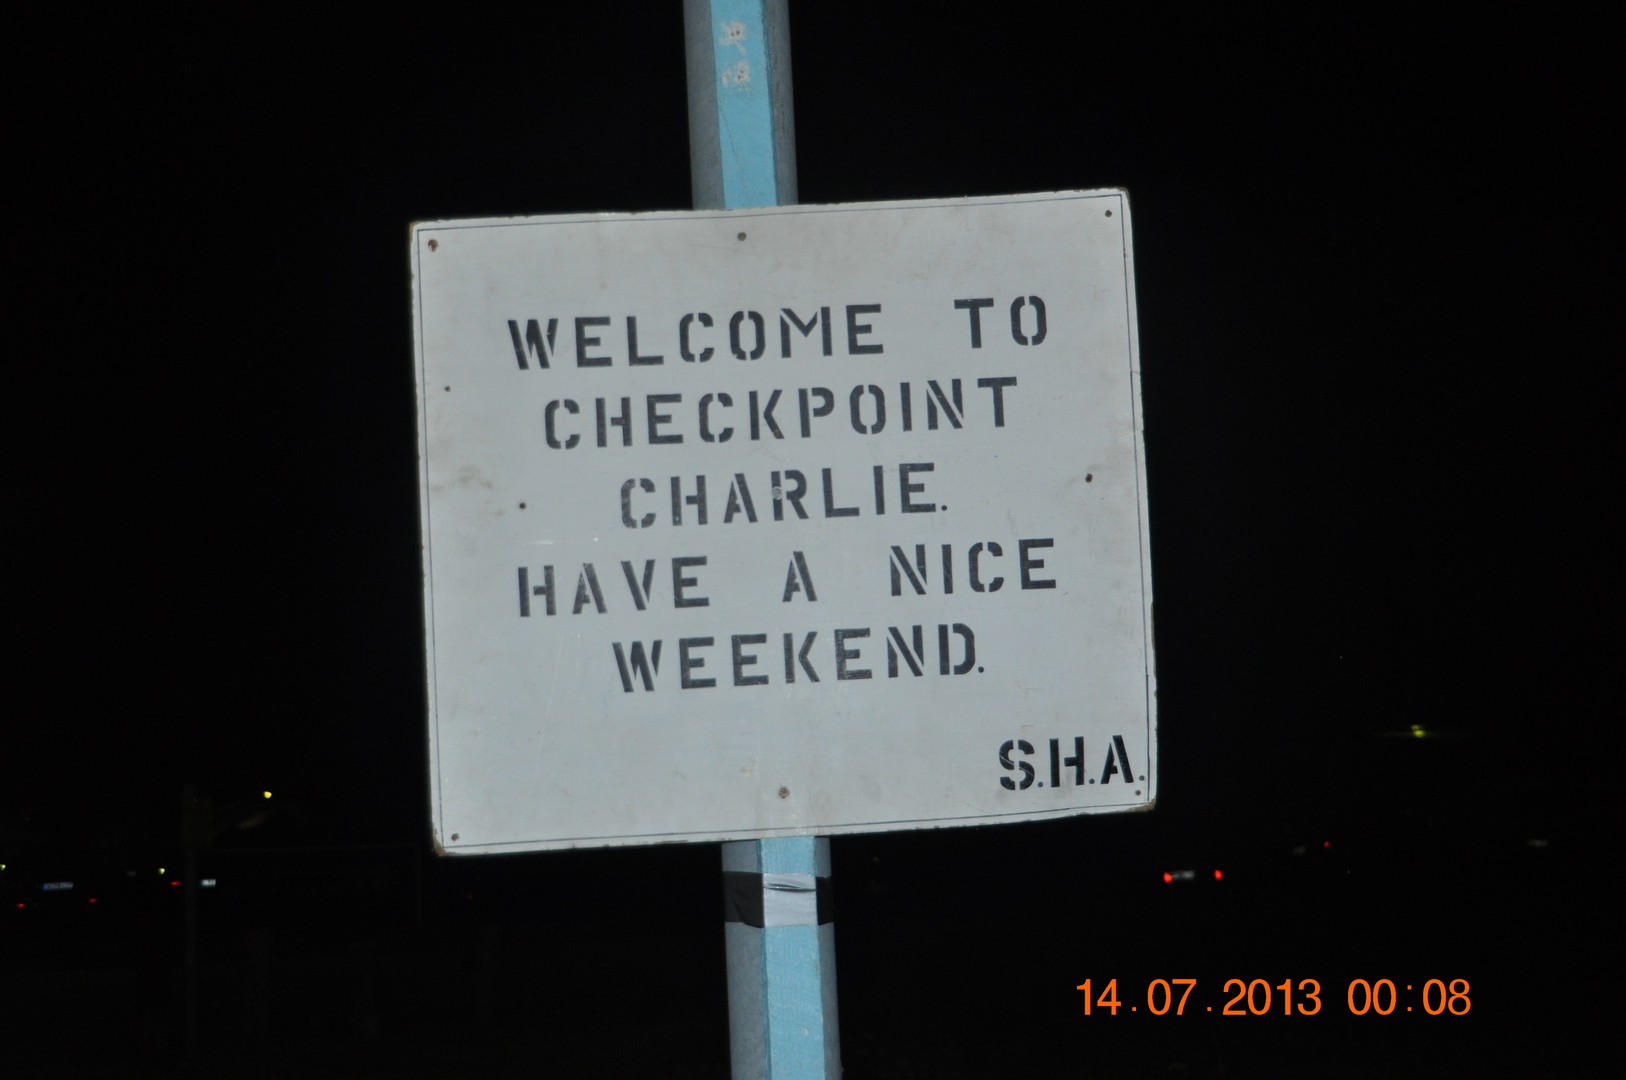 WELCOME TO
CHECKPOINT
CHARLIE.
HAVE A NICE
WEEKEND.
S.H.A.
14.07.2013 00:08